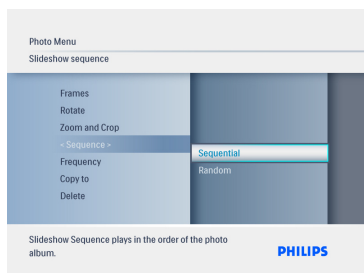 Photo Menu
Slideshow sequence
Frames
Rotate
Zoom and Crop
< Sequence >
Frequency
Copy to
Delete
Sequential
Random
Slideshow Sequence plays in the order of the photo
album.
PHILIPS